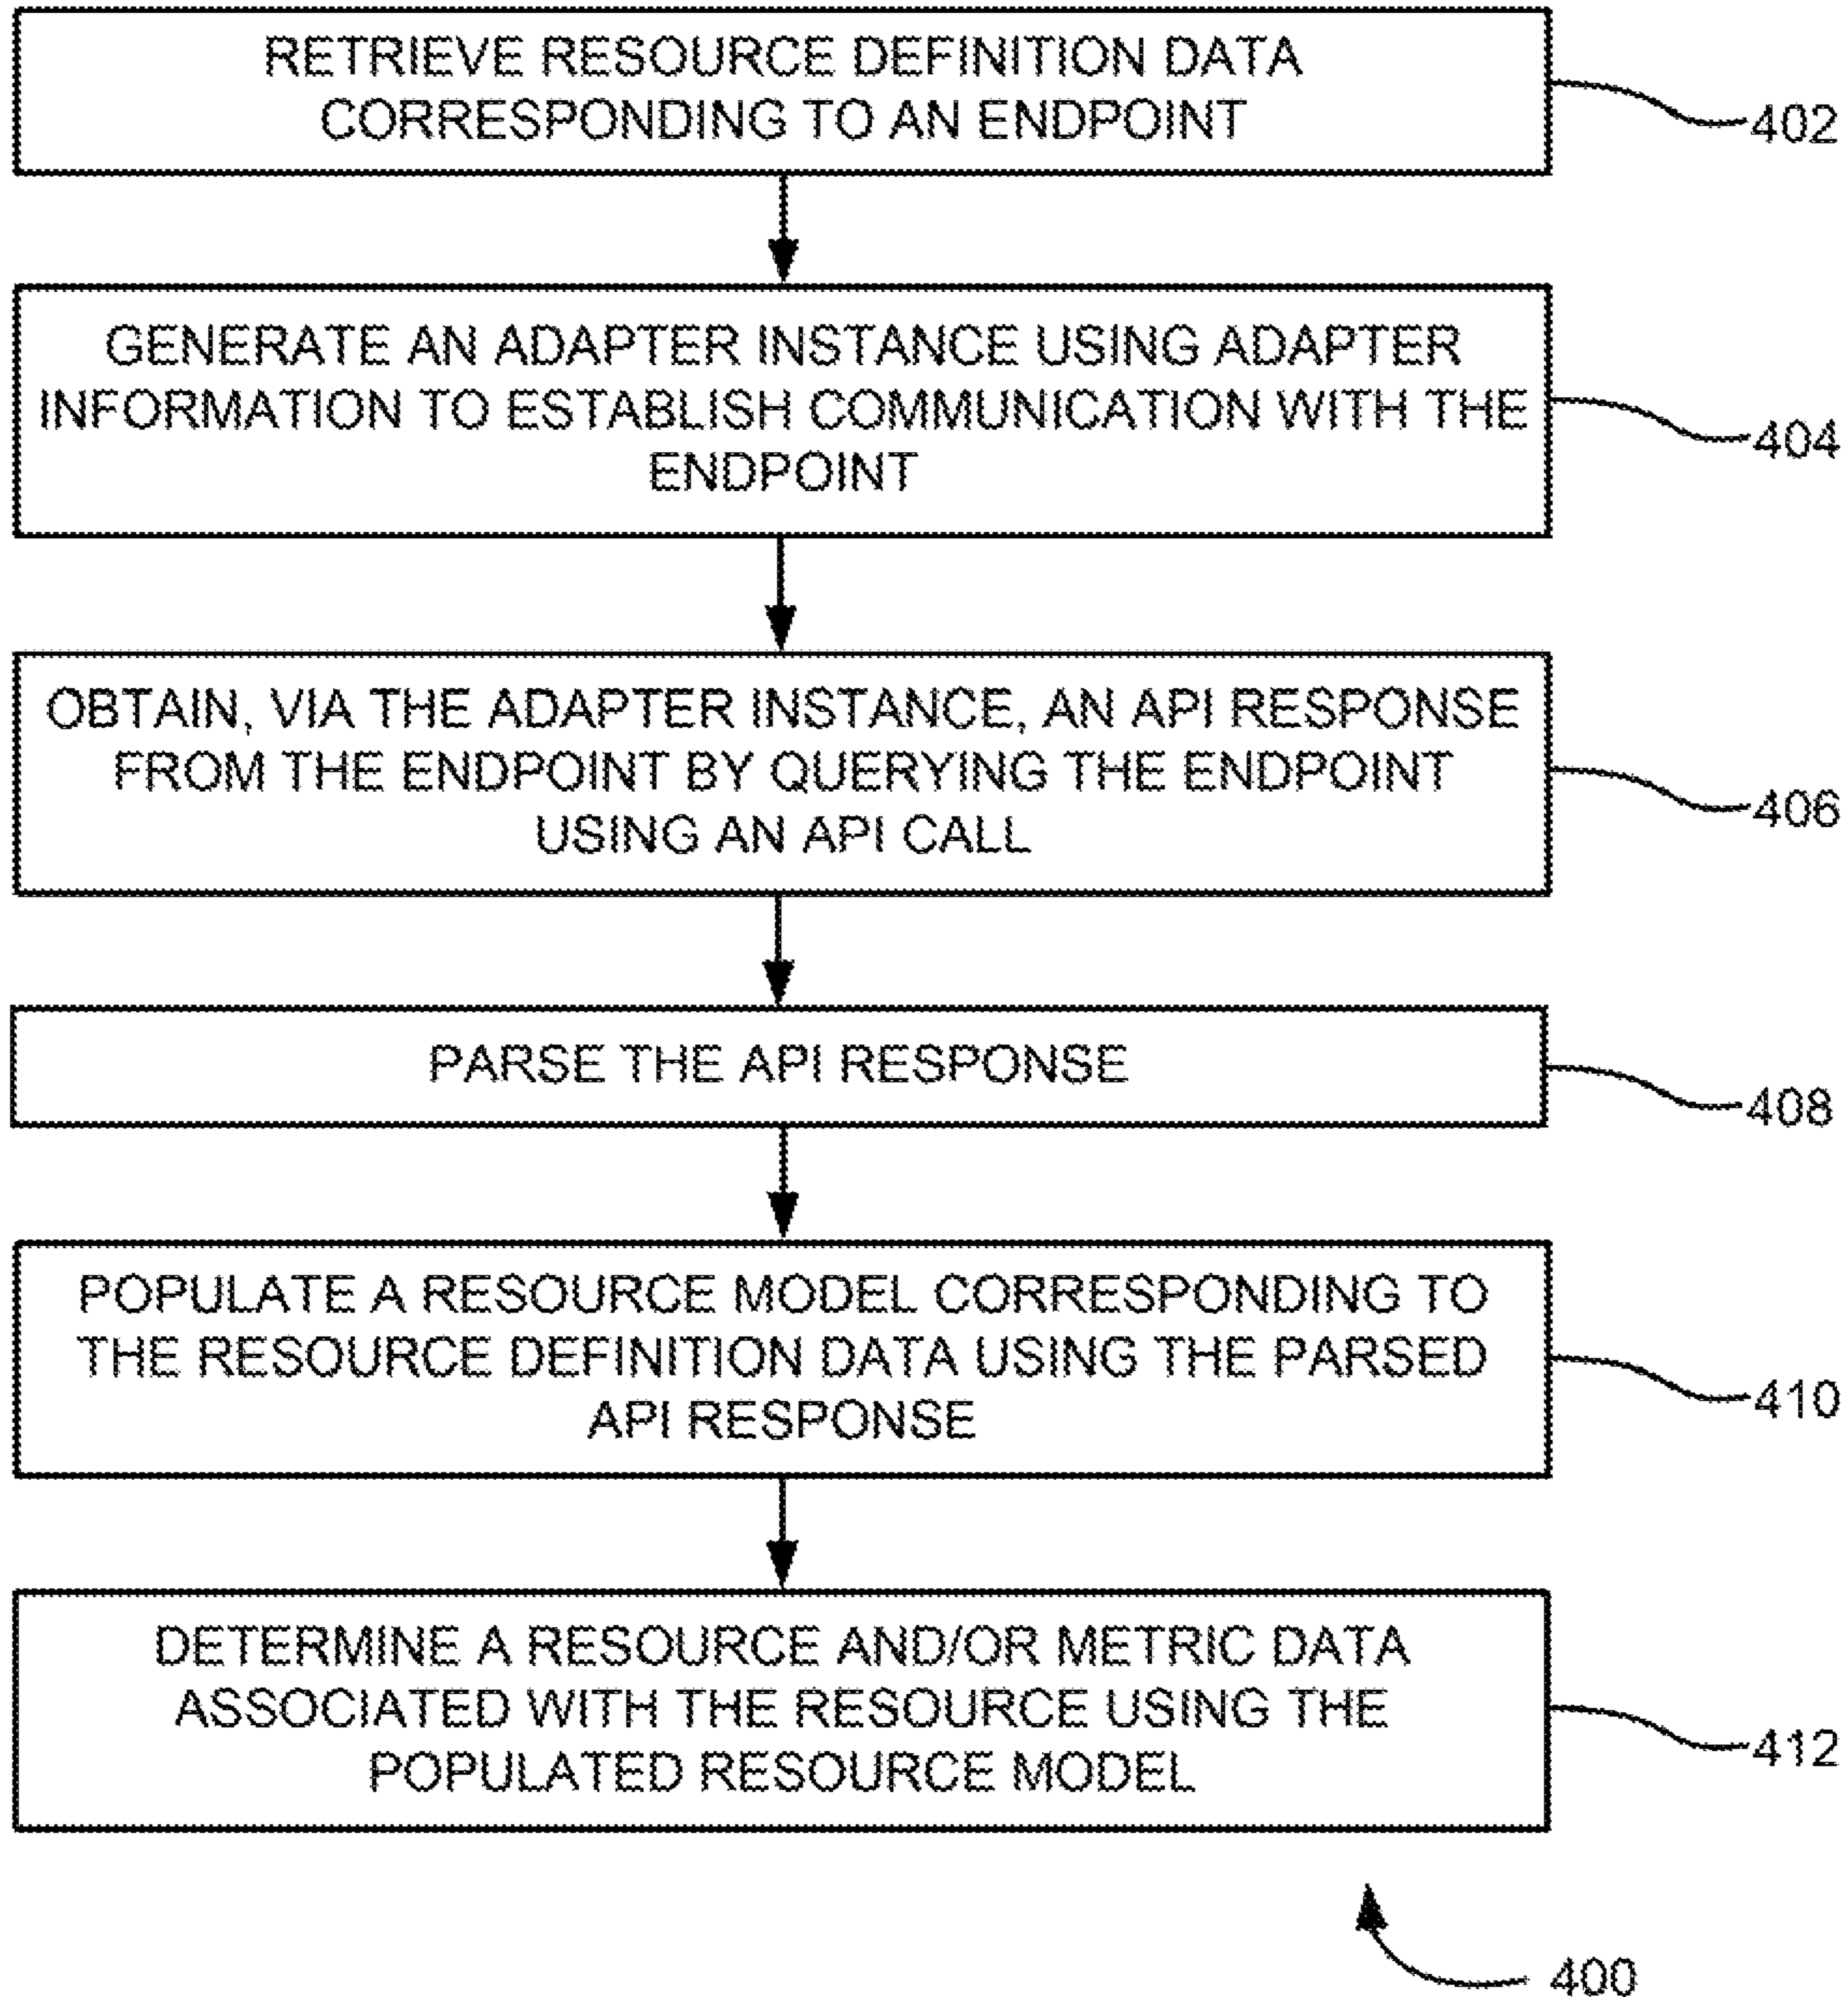 RETRIEVE RESOURCE DEFINITION DATA
CORRESPONDING TO AN ENDPOINT
402
GENERATE AN ADAPTER INSTANCE USING ADAPTER
INFORMATION TO ESTABLISH COMMUNICATION WITH THE
ENDPOINT
404
OBTAIN, VIA THE ADAPTER INSTANCE, AN API RESPONSE
FROM THE ENDPOINT BY QUERYING THE ENDPOINT
USING AN API CALL
406
PARSE THE API RESPONSE
408
POPULATE A RESOURCE MODEL CORRESPONDING TO
THE RESOURCE DEFINITION DATA USING THE PARSED
API RESPONSE
410
DETERMINE A RESOURCE AND/OR METRIC DATA
ASSOCIATED WITH THE RESOURCE USING THE
POPULATED RESOURCE MODEL
412
400